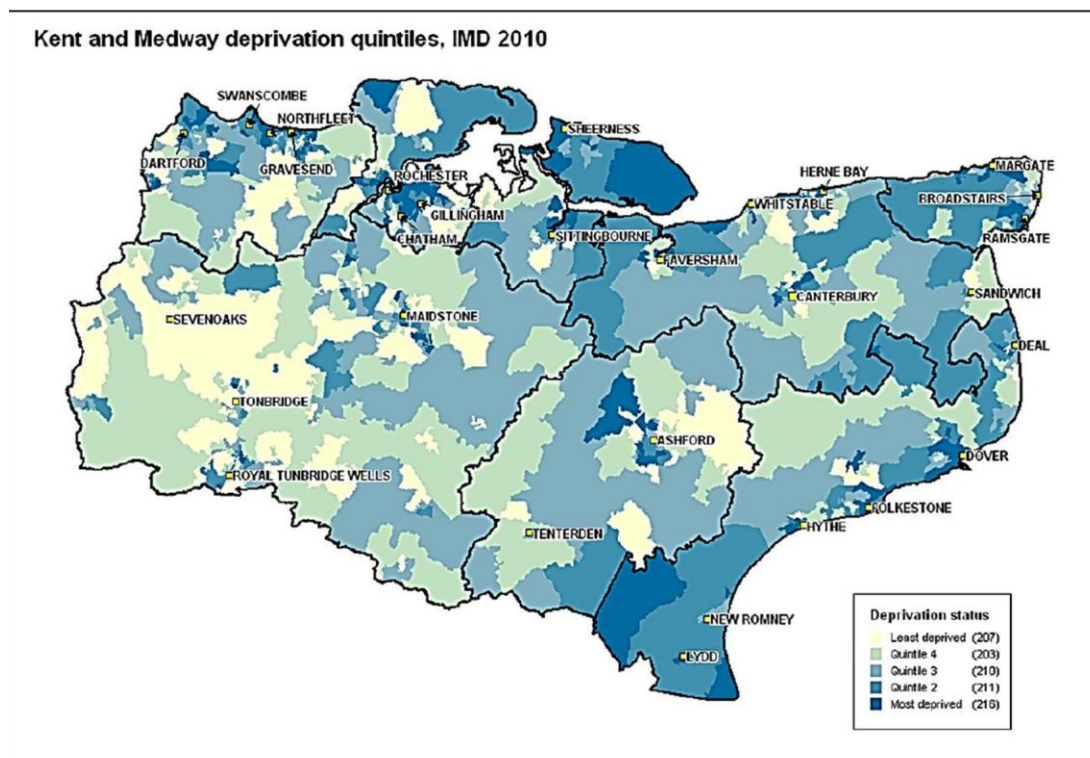 Kent and Medway deprivation quintiles, IMD 2010
SWANSCOMBE
NORTHFLEET
DARTFORD
GRAVESEND
ROCHESTER
GILLINGHAM
CHATHAM
SHEERNESS
SITTINGBOURNE
FAVERSHAM
WHITSTABLE
HERNE BAY
MARGATE
BROADSTAIRS
RAMSGATE
CANTERBURY
SANDWICH
DEAL
SEVENOAKS
MAIDSTONE
TONBRIDGE
ASHFORD
DOVER
ROYAL TUNBRIDGE WELLS
FOLKESTONE
HYTHE
TENTERDEN
NEW ROMNEY
LYDD
Deprivation status
Least deprived (207)
Quintile 4 (203)
Quintile 3 (210)
Quintile 2 (211)
Most deprived (216)